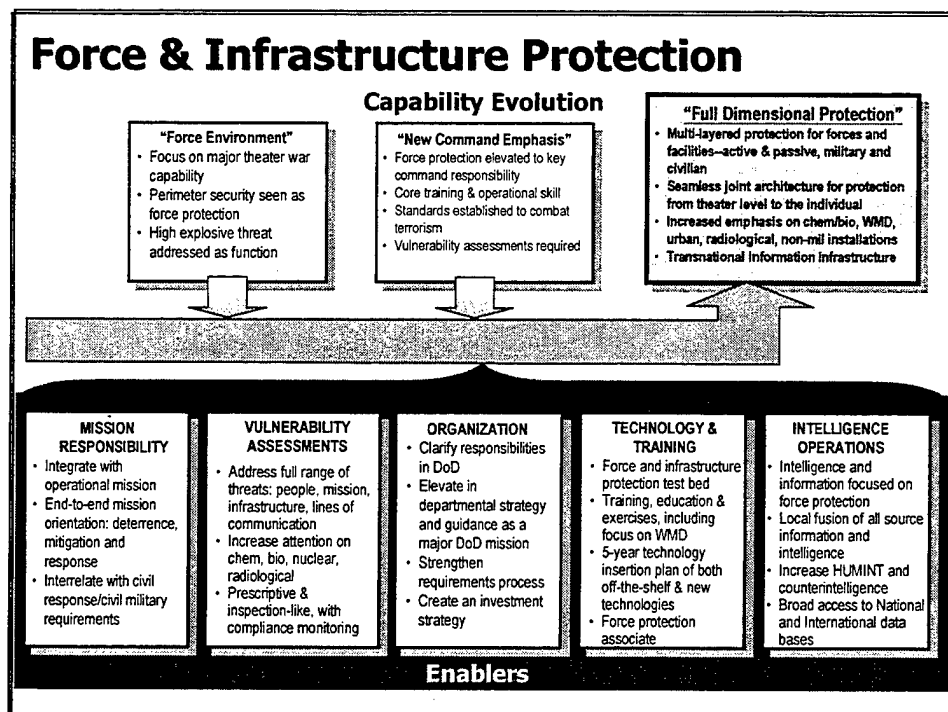 Force & Infrastructure Protection
Capability Evolution
"Force Environment"
• Focus on major theater war
capability
• Perimeter security seen as
force protection
• High explosive threat
addressed as function
"New Command Emphasis"
• Force protection elevated to key
command responsibility
• Core training & operational skill
• Standards established to combat
terrorism
• Vulnerability assessments required
"Full Dimensional Protection"
• Multi-layered protection for forces and
facilities--active & passive, military and
civilian
• Seamless joint architecture for protection
from theater level to the individual
• Increased emphasis on chem/bio, WMD,
urban, radiological, non-mil installations
• Transnational Information Infrastructure
MISSION
RESPONSIBILITY
• Integrate with
operational mission
• End-to-end mission
orientation: deterrence,
mitigation and
response
• Interrelate with civil
response/civil military
requirements
VULNERABILITY
ASSESSMENTS
• Address full range of
threats: people, mission,
infrastructure, lines of
communication
• Increase attention on
chem, bio, nuclear,
radiological
• Prescriptive &
inspection-like, with
compliance monitoring
ORGANIZATION
• Clarify responsibilities
in DoD
• Elevate in
departmental strategy
and guidance as a
major DoD mission
• Strengthen
requirements process
• Create an investment
strategy
TECHNOLOGY &
TRAINING
• Force and infrastructure
protection test bed
• Training, education &
exercises, including
focus on WMD
• 5-year technology
insertion plan of both
off-the-shelf & new
technologies
• Force protection
associate
INTELLIGENCE
OPERATIONS
• Intelligence and
information focused on
force protection
• Local fusion of all source
information and
intelligence
• Increase HUMINT and
counterintelligence
• Broad access to National
and International data
bases
Enablers